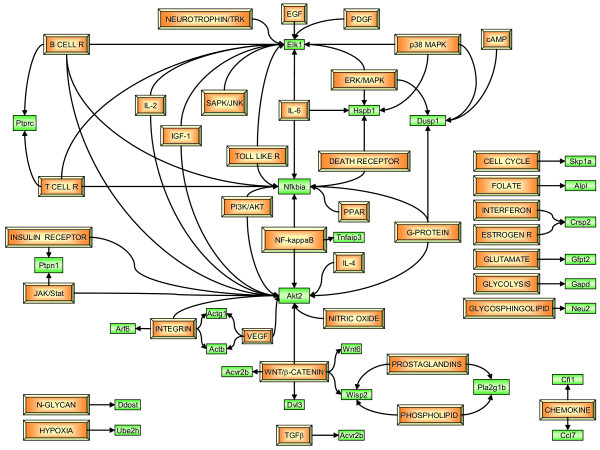 NEUROTROPHIN/TRK
EGF
PDGF
B CELL R
Elk1
p38 MAPK
cAMP
ERK/MAPK
IL-2
SAPK/JNK
IL-6
Hspb1
Dusp1
Ptprc
IGF-1
TOLL LIKE R
DEATH RECEPTOR
CELL CYCLE
Skp1a
T CELL R
Nfkbia
FOLATE
Alpl
PI3K/AKT
PPAR
INTERFERON
Crsp2
G-PROTEIN
ESTROGEN R
INSULIN RECEPTOR
NF-kappaB
Tnfaip3
Ptpn1
IL-4
GLUTAMATE
Gfpt2
JAK/Stat
Akt2
GLYCOLYSIS
Gapd
GLYCOSPHINGOLIPID
Neu2
Actg1
NITRIC OXIDE
Arf6
INTEGRIN
VEGF
Actb
Wnt6
Acvr2b
WNT/β-CATENIN
PROSTAGLANDINS
Cfl1
Pla2g1b
Wisp2
N-GLYCAN
Ddost
Dvl3
PHOSPHOLIPID
CHEMOKINE
HYPOXIA
Ube2h
TGFβ
Acvr2b
Ccl7